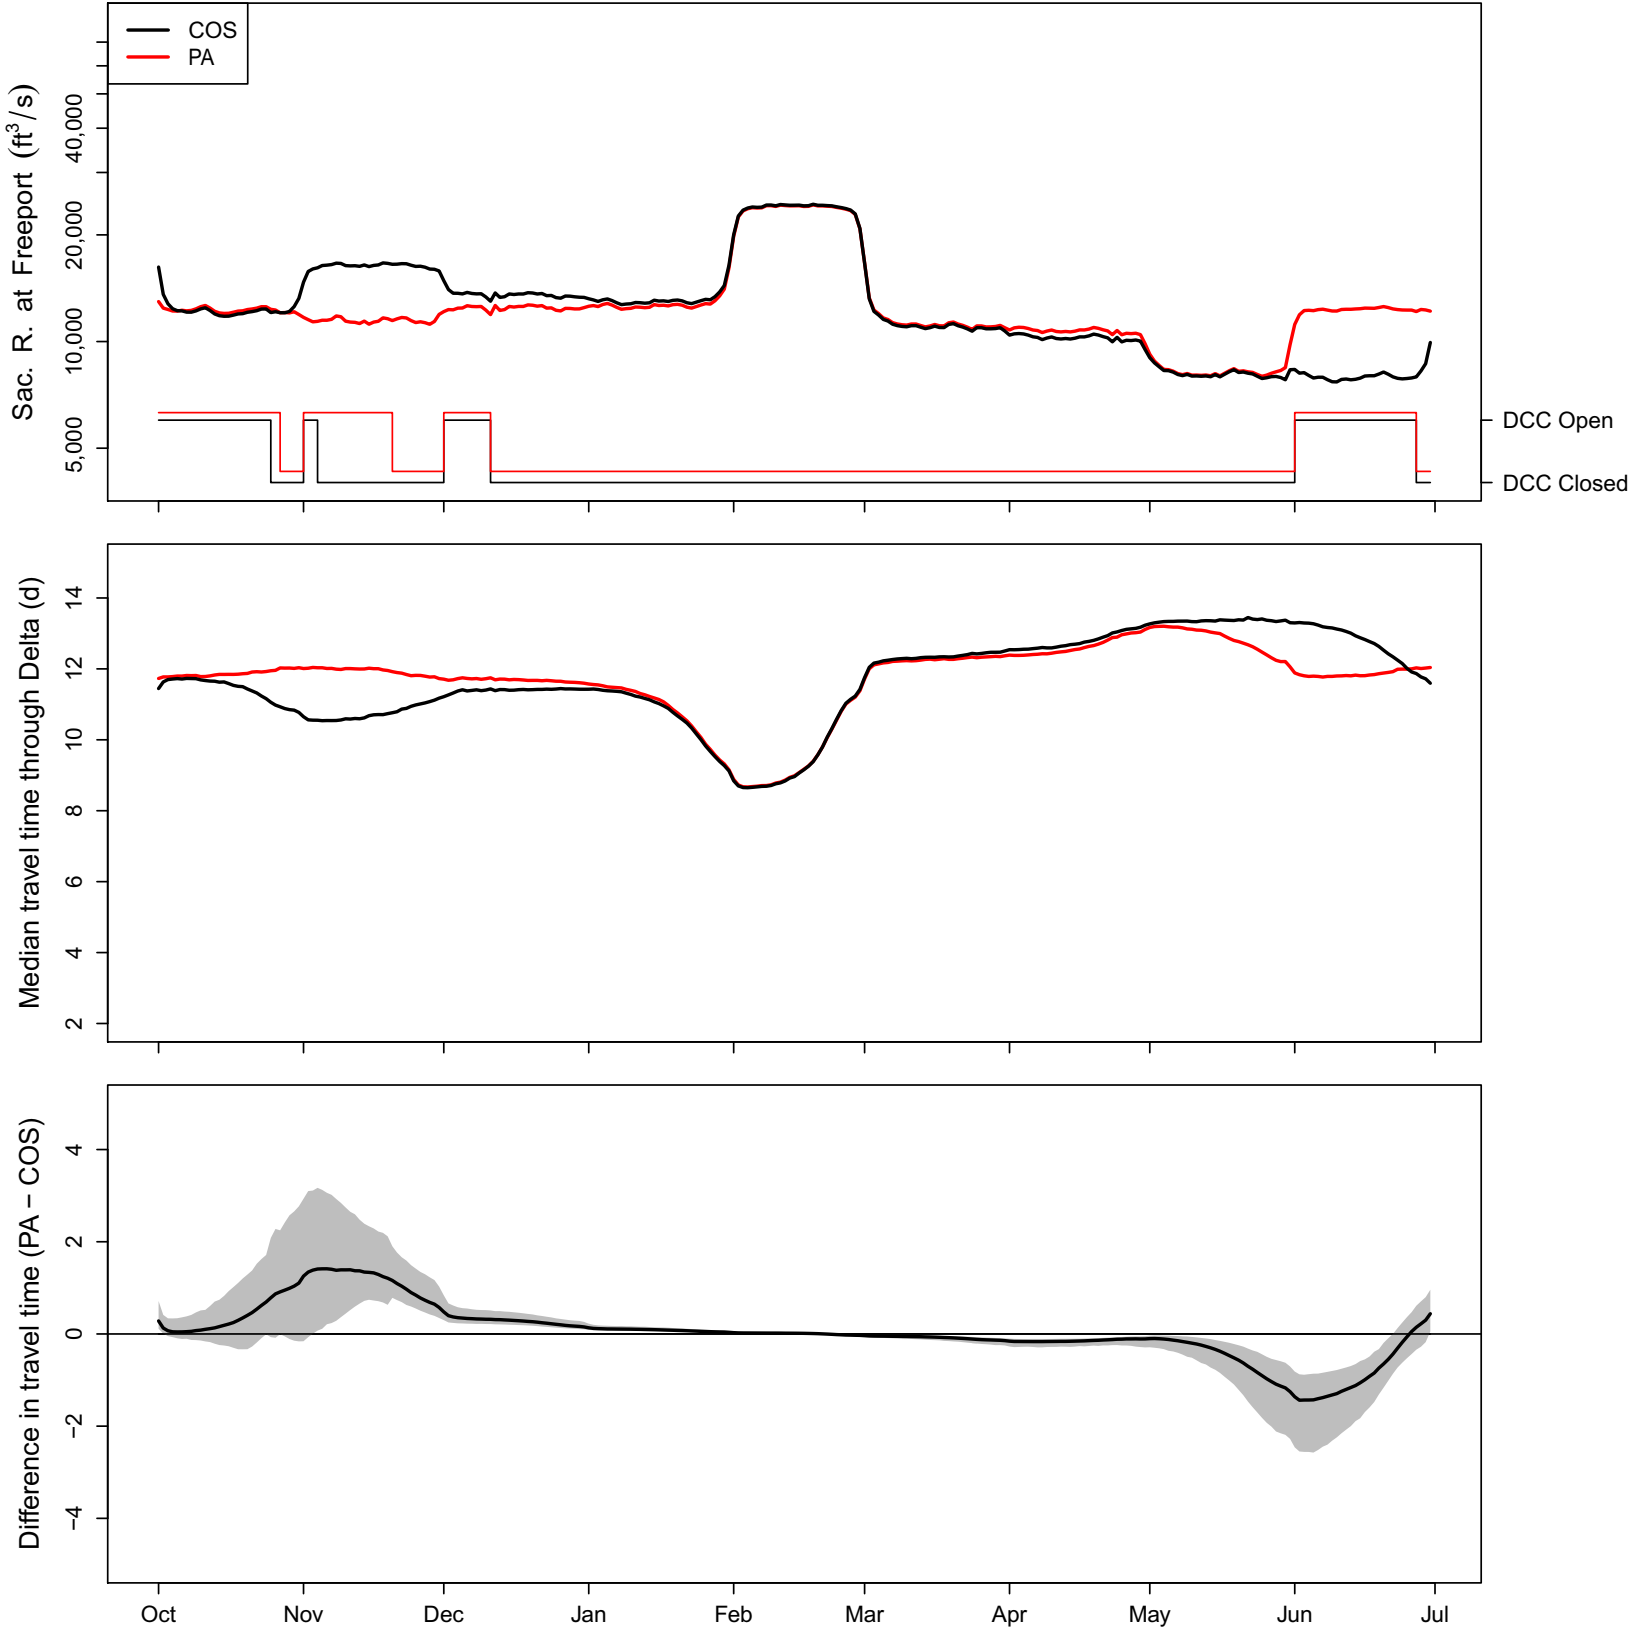 COS
PA
Sac. R. at Freeport (ft³/s)
40,000
20,000
10,000
5,000
DCC Open
DCC Closed
Median travel time through Delta (d)
14
12
10
8
6
4
2
Difference in travel time (PA − COS)
4
2
0
−2
−4
Oct Nov Dec Jan Feb Mar Apr May Jun Jul